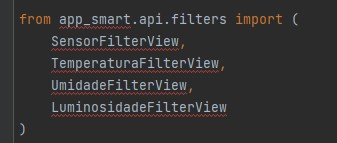 from app_smart.api.filters import (
    SensorFilterView,
    TemperaturaFilterView,
    UmidadeFilterView,
    LuminosidadeFilterView
)